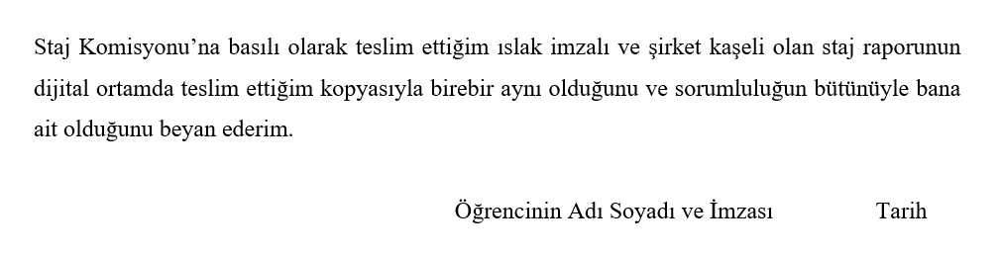 Staj Komisyonu’na basılı olarak teslim ettiğim ıslak imzalı ve şirket kaşeli olan staj raporunun
dijital ortamda teslim ettiğim kopyasıyla birebir aynı olduğunu ve sorumluluğun bütünüyle bana
ait olduğunu beyan ederim.
Öğrencinin Adı Soyadı ve İmzası Tarih